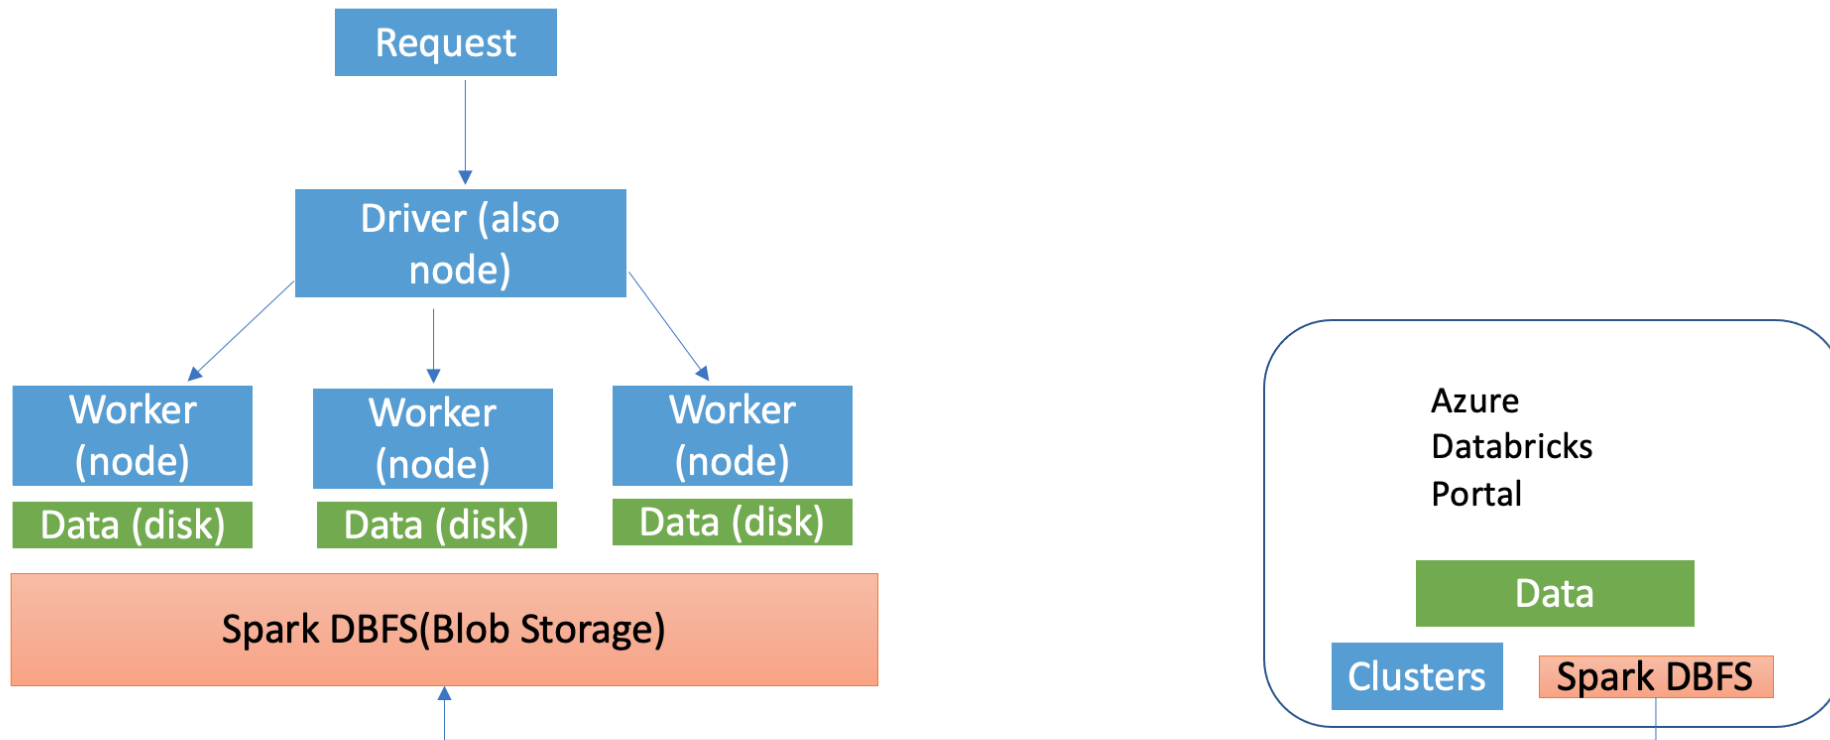 Request
Driver (also
node)
Worker
(node)
Worker
(node)
Worker
(node)
Data (disk)
Data (disk)
Data (disk)
Spark DBFS(Blob Storage)
Azure
Databricks
Portal
Data
Clusters
Spark DBFS